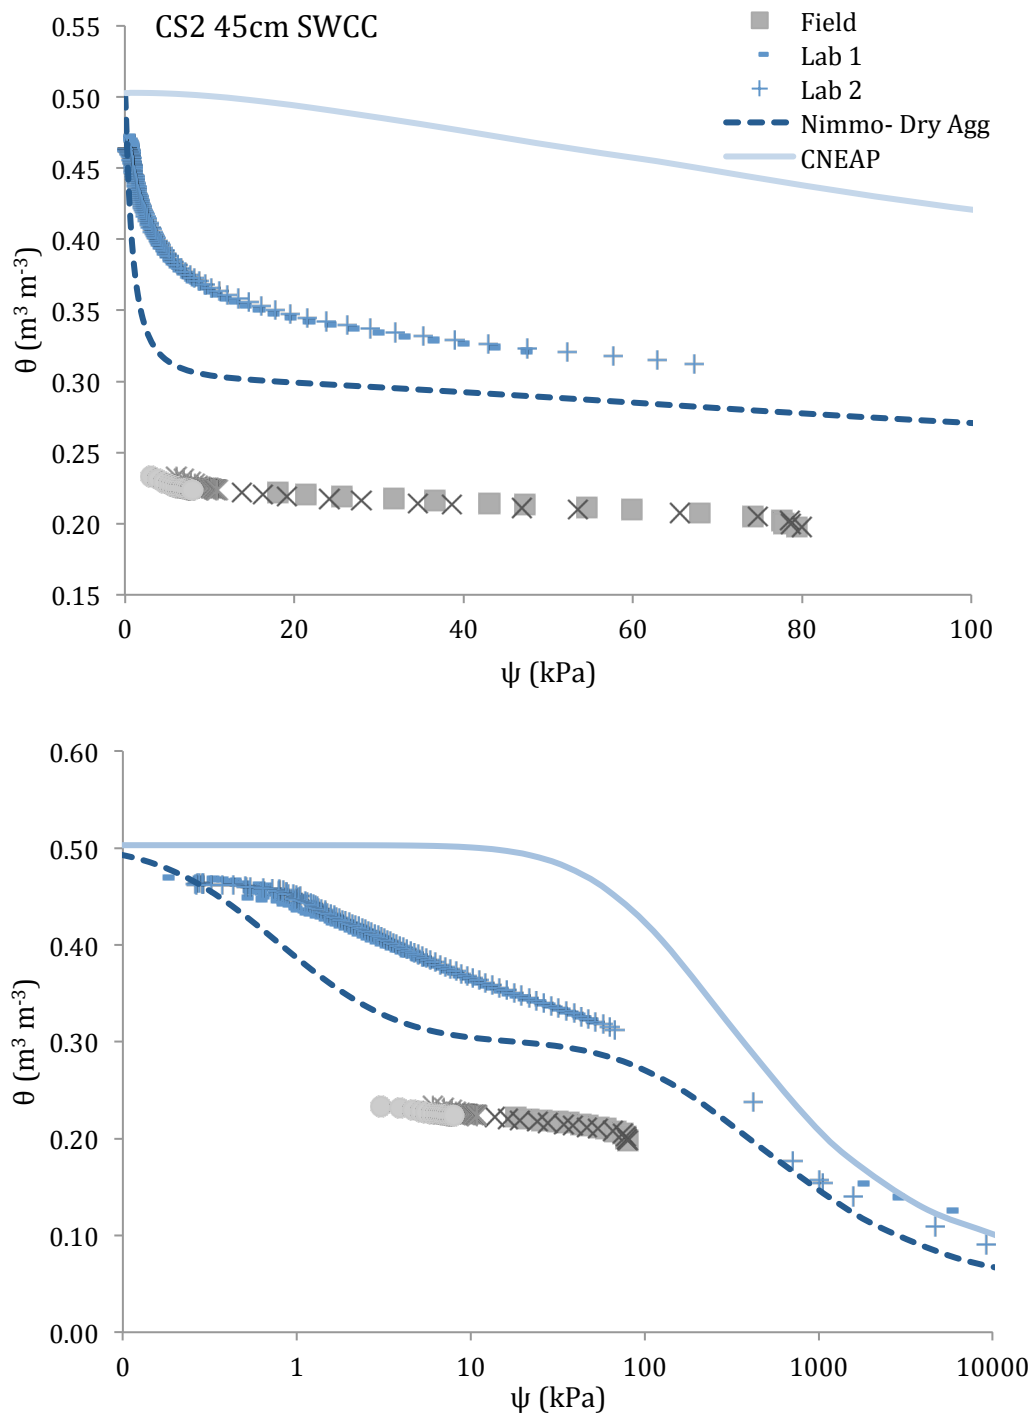 CS2 45cm SWCC
Field
Lab 1
Lab 2
Nimmo- Dry Agg
CNEAP
0.55
0.50
0.45
0.40
0.35
0.30
0.25
0.20
0.15
θ (m³ m⁻³)
0 20 40 60 80 100
ψ (kPa)
0.60
0.50
0.40
0.30
0.20
0.10
0.00
θ (m³ m⁻³)
0 1 10 100 1000 10000
ψ (kPa)